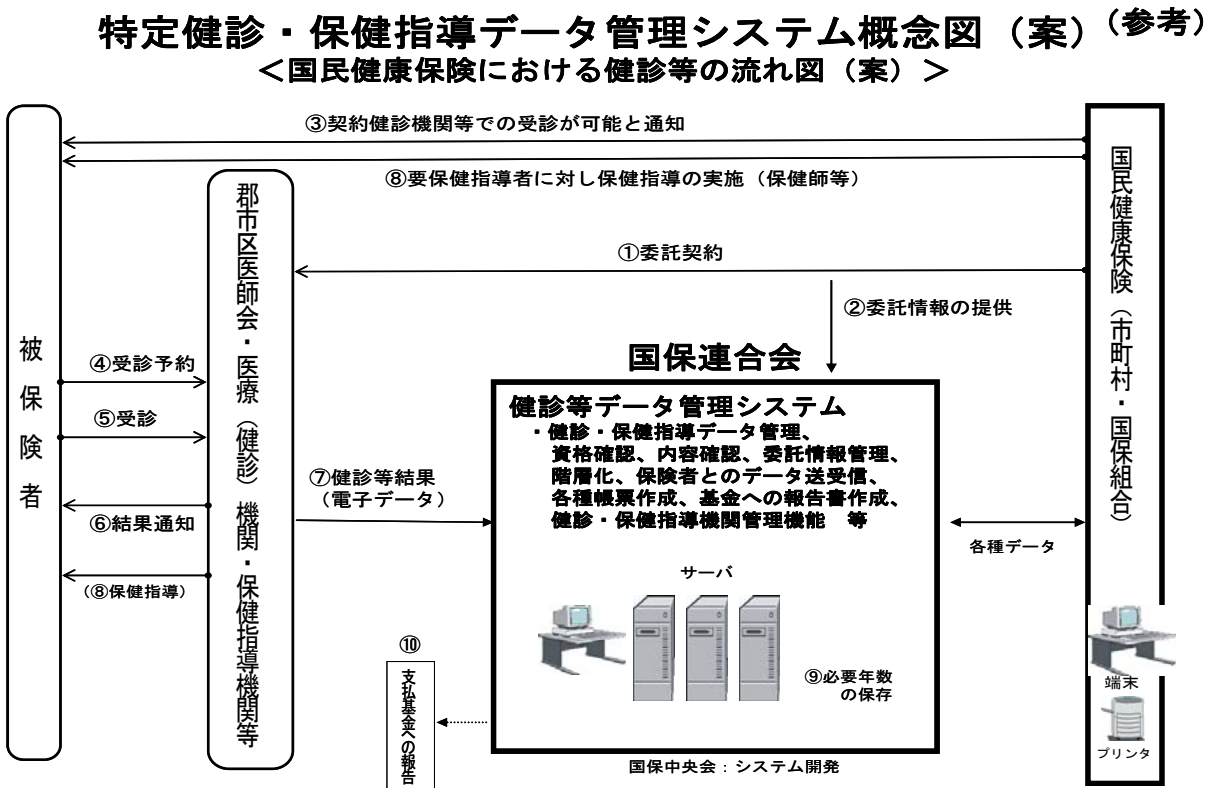 特定健診・保健指導データ管理システム概念図（案）（参考）
＜国民健康保険における健診等の流れ図（案）＞
③契約健診機関等での受診が可能と通知
⑧要保健指導者に対し保健指導の実施（保健師等）
①委託契約
②委託情報の提供
被保険者
郡市区医師会・医療（健診）機関・保健指導機関等
国民健康保険（市町村・国保組合）
④受診予約
⑤受診
⑥結果通知
（⑧保健指導）
⑦健診等結果
（電子データ）
国保連合会
健診等データ管理システム
・健診・保健指導データ管理、
資格確認、内容確認、委託情報管理、
階層化、保険者とのデータ送受信、
各種帳票作成、基金への報告書作成、
健診・保健指導機関管理機能　等
サーバ
⑨必要年数
の保存
各種データ
端末
プリンタ
⑩
支払基金への報告
国保中央会：システム開発